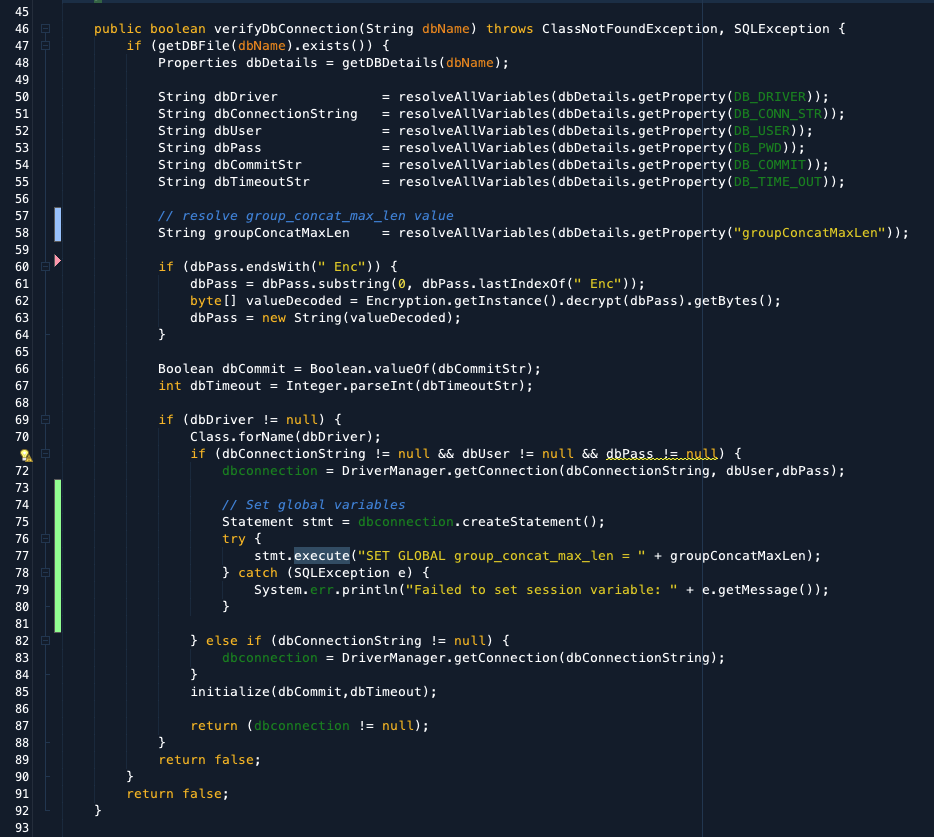 45
46 public boolean verifyDbConnection(String dbName) throws ClassNotFoundException, SQLException {
47 if (getDBFile(dbName).exists()) {
48 Properties dbDetails = getDBDetails(dbName);
49
50 String dbDriver = resolveAllVariables(dbDetails.getProperty(DB_DRIVER));
51 String dbConnectionString = resolveAllVariables(dbDetails.getProperty(DB_CONN_STR));
52 String dbUser = resolveAllVariables(dbDetails.getProperty(DB_USER));
53 String dbPass = resolveAllVariables(dbDetails.getProperty(DB_PWD));
54 String dbCommitStr = resolveAllVariables(dbDetails.getProperty(DB_COMMIT));
55 String dbTimeoutStr = resolveAllVariables(dbDetails.getProperty(DB_TIME_OUT));
56
57 // resolve group_concat_max_len value
58 String groupConcatMaxLen = resolveAllVariables(dbDetails.getProperty("groupConcatMaxLen"));
59
60 if (dbPass.endsWith(" Enc")) {
61 dbPass = dbPass.substring(0, dbPass.lastIndexOf(" Enc"));
62 byte[] valueDecoded = Encryption.getInstance().decrypt(dbPass).getBytes();
63 dbPass = new String(valueDecoded);
64 }
65
66 Boolean dbCommit = Boolean.valueOf(dbCommitStr);
67 int dbTimeout = Integer.parseInt(dbTimeoutStr);
68
69 if (dbDriver != null) {
70 Class.forName(dbDriver);
if (dbConnectionString != null && dbUser != null && dbPass != null) {
72 dbconnection = DriverManager.getConnection(dbConnectionString, dbUser,dbPass);
73
74 // Set global variables
75 Statement stmt = dbconnection.createStatement();
76 try {
77 stmt.execute("SET GLOBAL group_concat_max_len = " + groupConcatMaxLen);
78 } catch (SQLException e) {
79 System.err.println("Failed to set session variable: " + e.getMessage());
80 }
81
82 } else if (dbConnectionString != null) {
83 dbconnection = DriverManager.getConnection(dbConnectionString);
84 }
85 initialize(dbCommit,dbTimeout);
86
87 return (dbconnection != null);
88 }
89 return false;
90 }
91 return false;
92 }
93